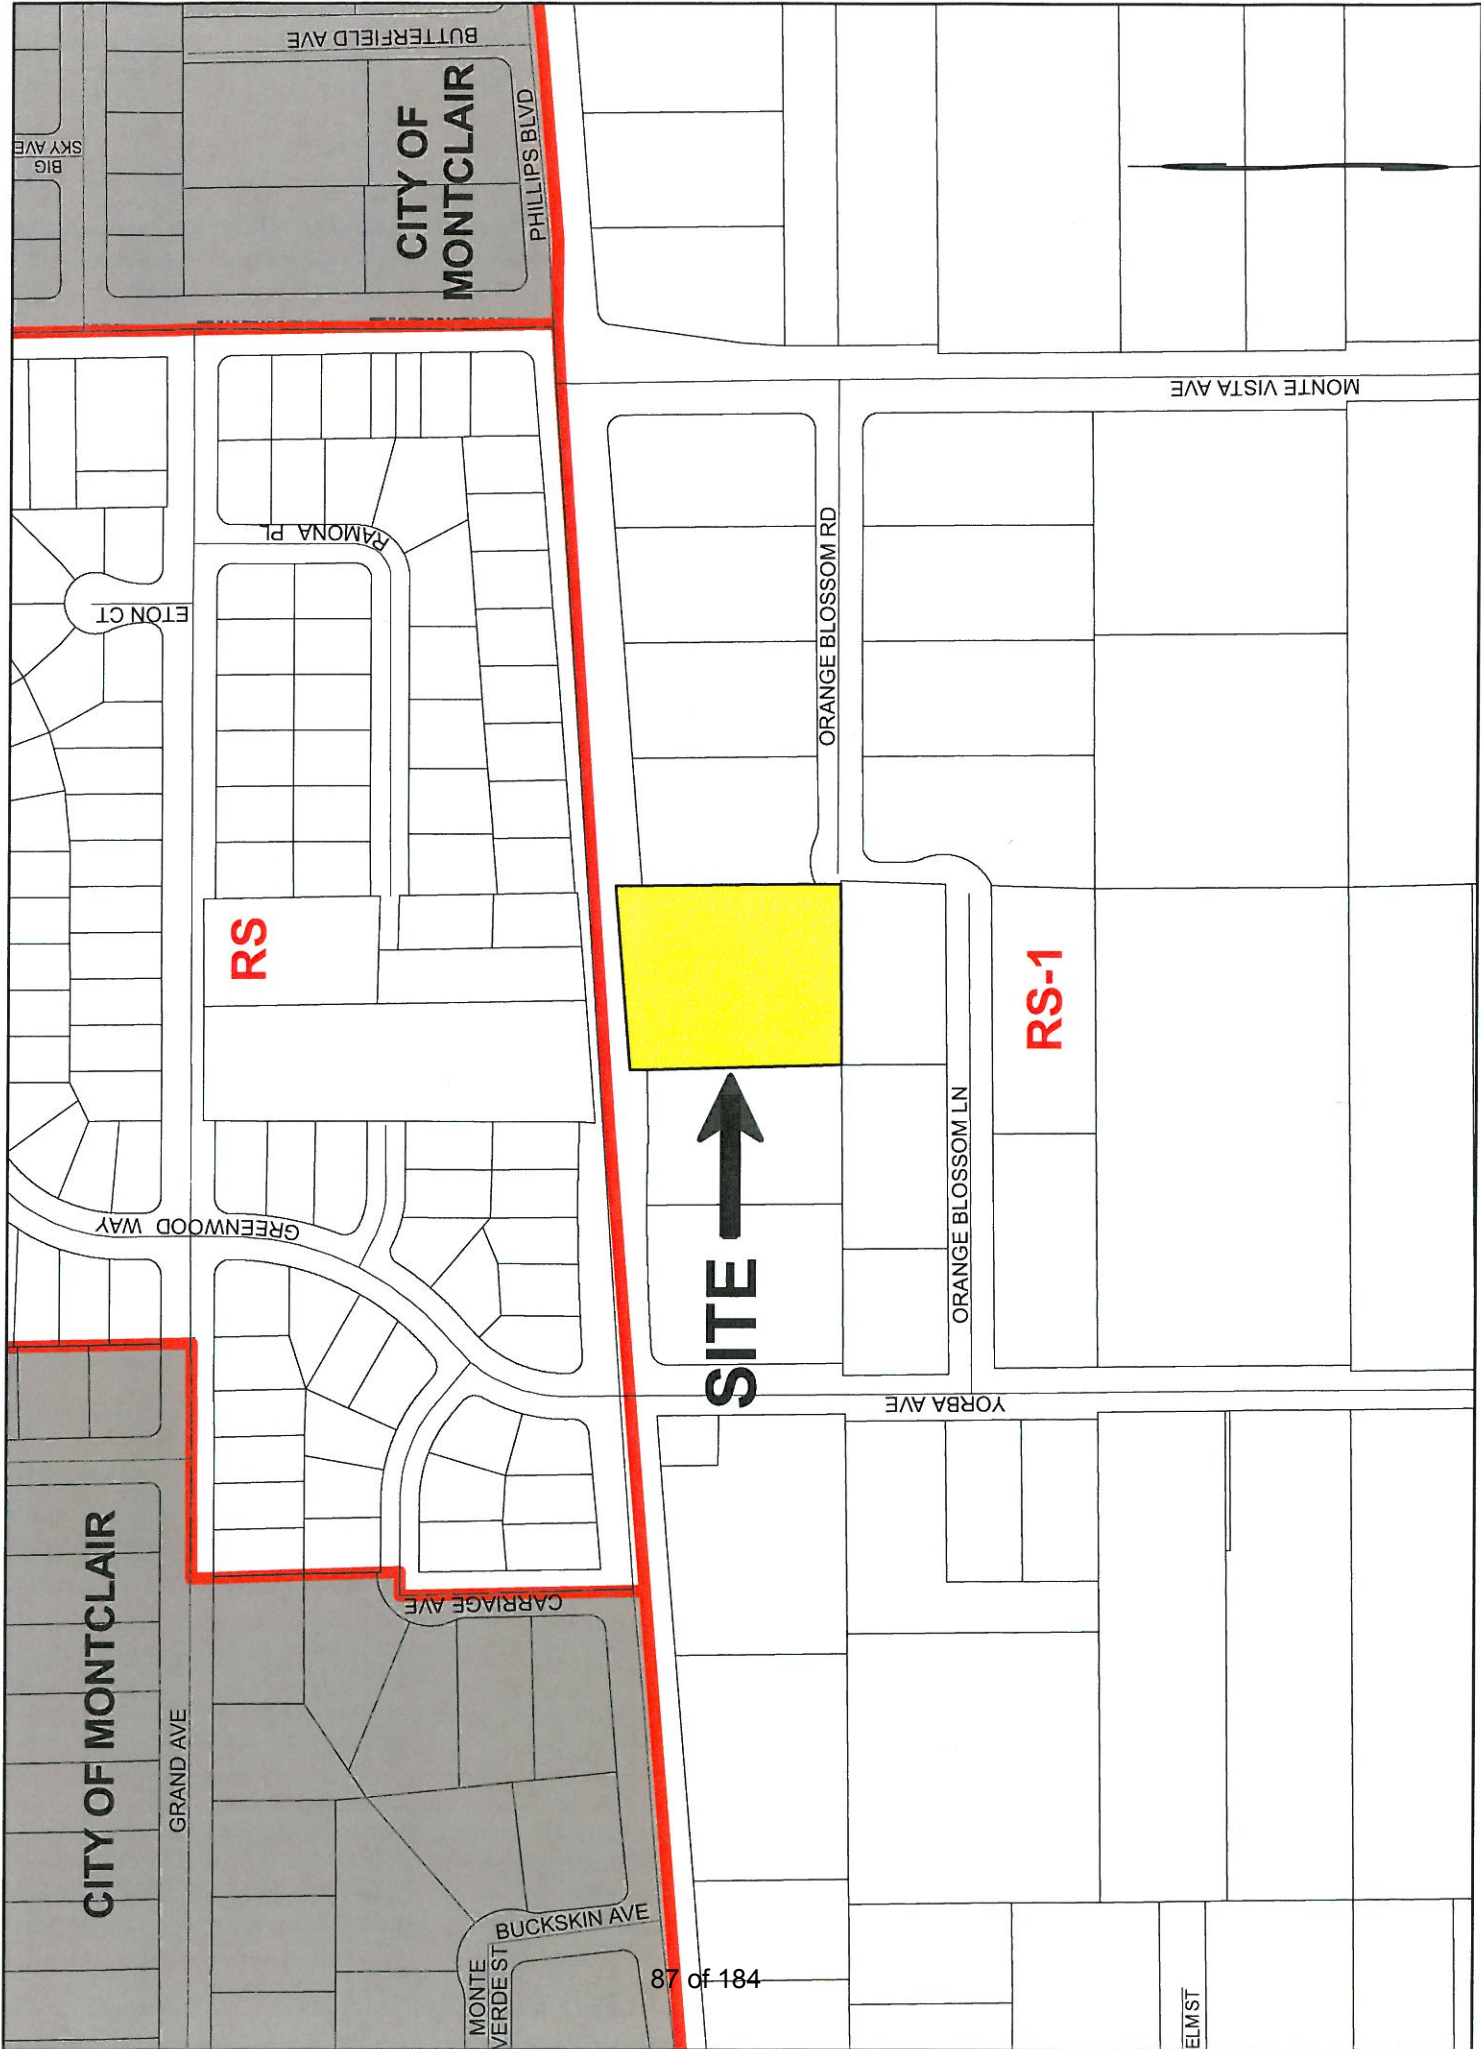 BUTTERFIELD AVE
BIG
SKY AVE
CITY OF
MONTCLAIR
PHILLIPS BLVD
MONTE VISTA AVE
RAMONA PL
ETON CT
ORANGE BLOSSOM RD
RS
RS-1
SITE
ORANGE BLOSSOM LN
GREENWOOD WAY
YORBA AVE
CITY OF MONTCLAIR
GRAND AVE
CARRIAGE AVE
BUCKSKIN AVE
MONTE
VERDE ST
ELM ST
87 of 184